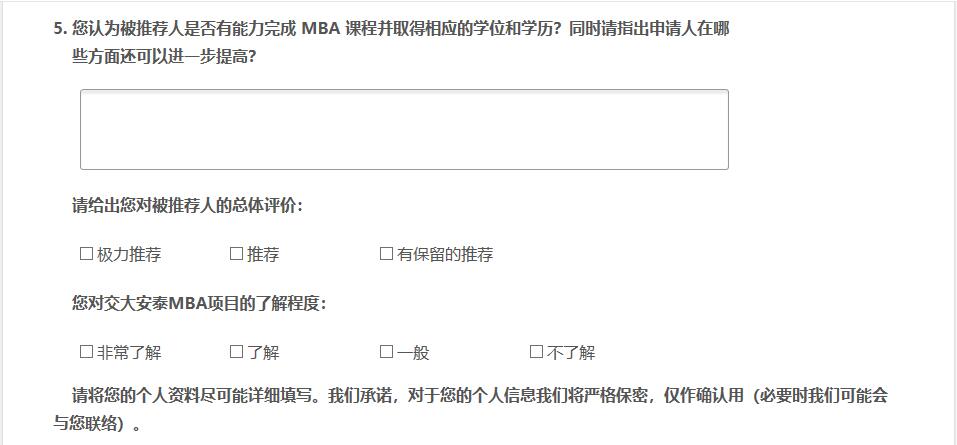 5. 您认为被推荐人是否有能力完成 MBA 课程并取得相应的学位和学历？同时请指出申请人在哪
些方面还可以进一步提高？
请给出您对被推荐人的总体评价：
□极力推荐 □推荐 □有保留的推荐
您对交大安泰MBA项目的了解程度：
□非常了解 □了解 □一般 □不了解
请将您的个人资料尽可能详细填写。我们承诺，对于您的个人信息我们将严格保密，仅作确认用（必要时我们可能会
与您联络）。